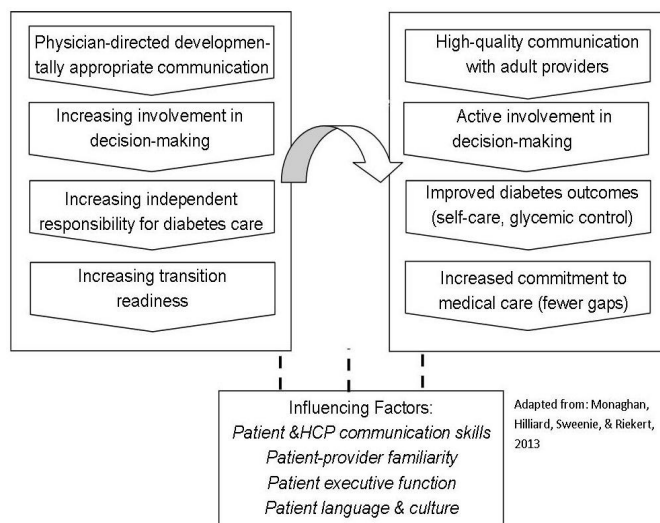 Physician-directed developmen-
tally appropriate communication
Increasing involvement in
decision-making
Increasing independent
responsibility for diabetes care
Increasing transition
readiness
High-quality communication
with adult providers
Active involvement in
decision-making
Improved diabetes outcomes
(self-care, glycemic control)
Increased commitment to
medical care (fewer gaps)
Influencing Factors:
Patient &HCP communication skills
Patient-provider familiarity
Patient executive function
Patient language & culture
Adapted from: Monaghan,
Hilliard, Sweenie, & Riekert,
2013